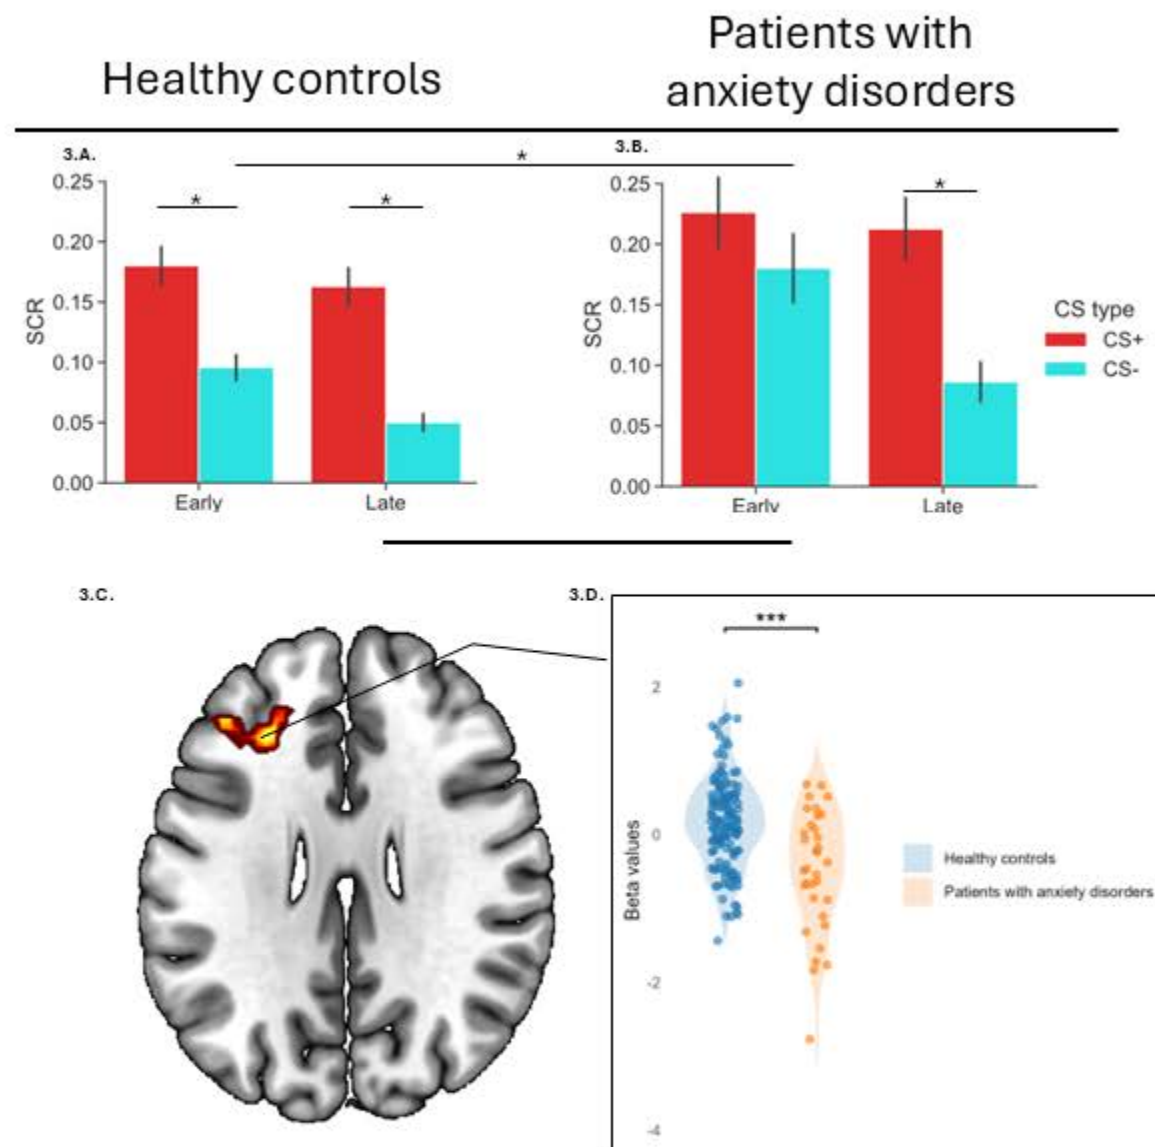 Healthy controls
Patients with
anxiety disorders
3.A.
*
3.B.
0.25
0.20
0.15
0.10
0.05
0.00
SCR
*
*
Early
Late
0.25
0.20
0.15
0.10
0.05
0.00
SCR
*
Early
Late
CS type
CS+
CS-
3.C.
3.D.
***
2
0
-2
-4
Beta values
Healthy controls
Patients with anxiety disorders